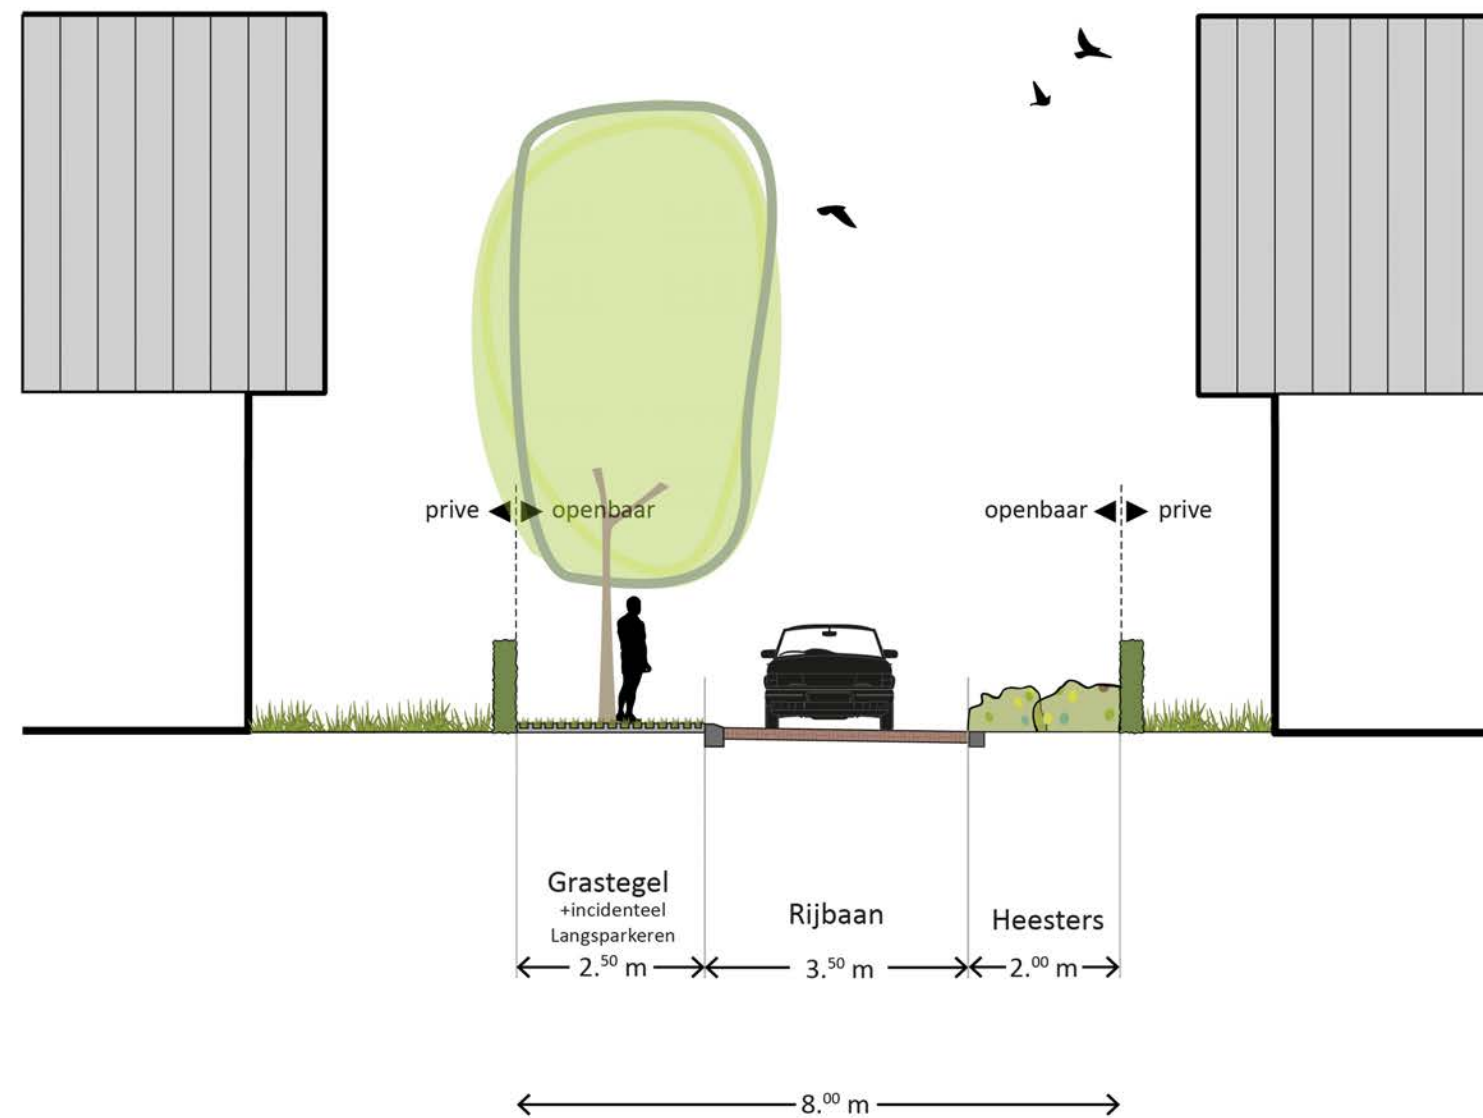 prive openbaar
openbaar prive
Grastegel
+incidenteel
Langsparkeren
2.50 m
Rijbaan
3.50 m
Heesters
2.00 m
8.00 m